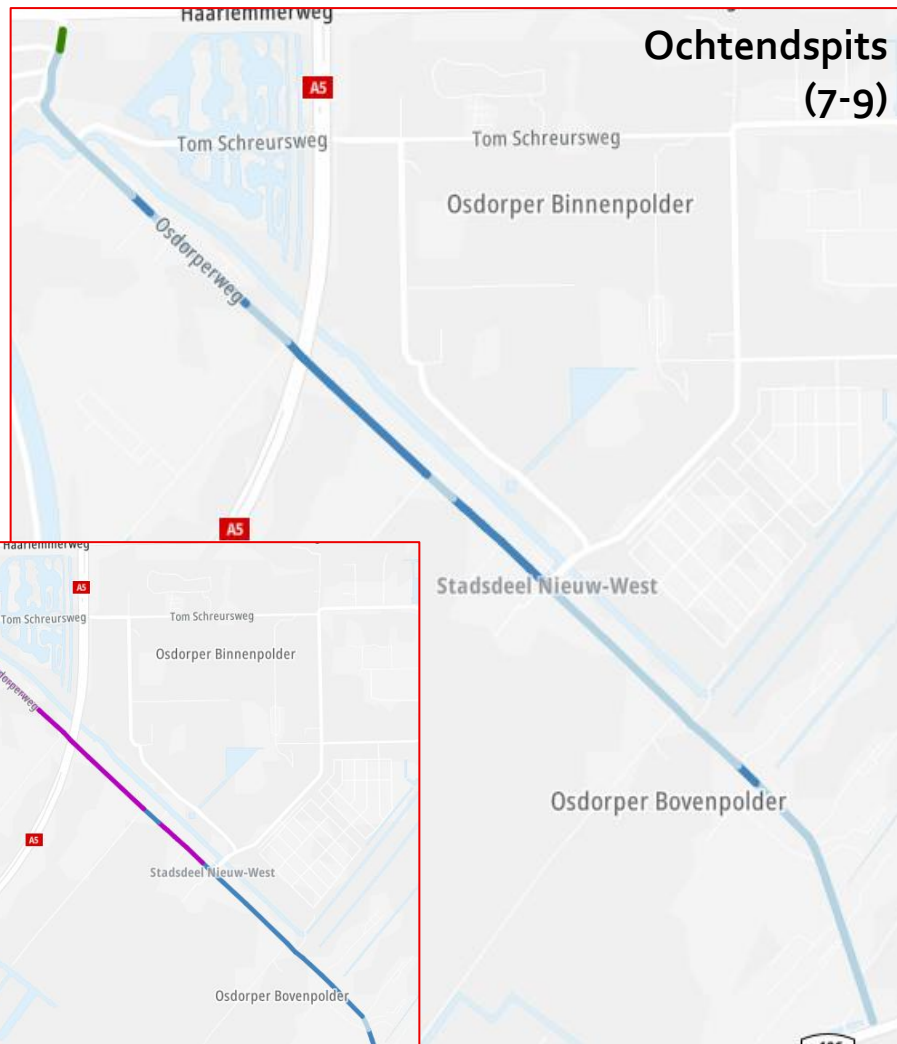 Haarlemmerweg
Ochtendspits
(7-9)
A5
Tom Schreursweg
Tom Schreursweg
Osdorper Binnenpolder
Osdorperweg
A5
Stadsdeel Nieuw-West
Osdorper Bovenpolder
Haarlemmerweg
A5
Tom Schreursweg
Tom Schreursweg
Osdorper Binnenpolder
A5
Stadsdeel Nieuw-West
Osdorper Bovenpolder